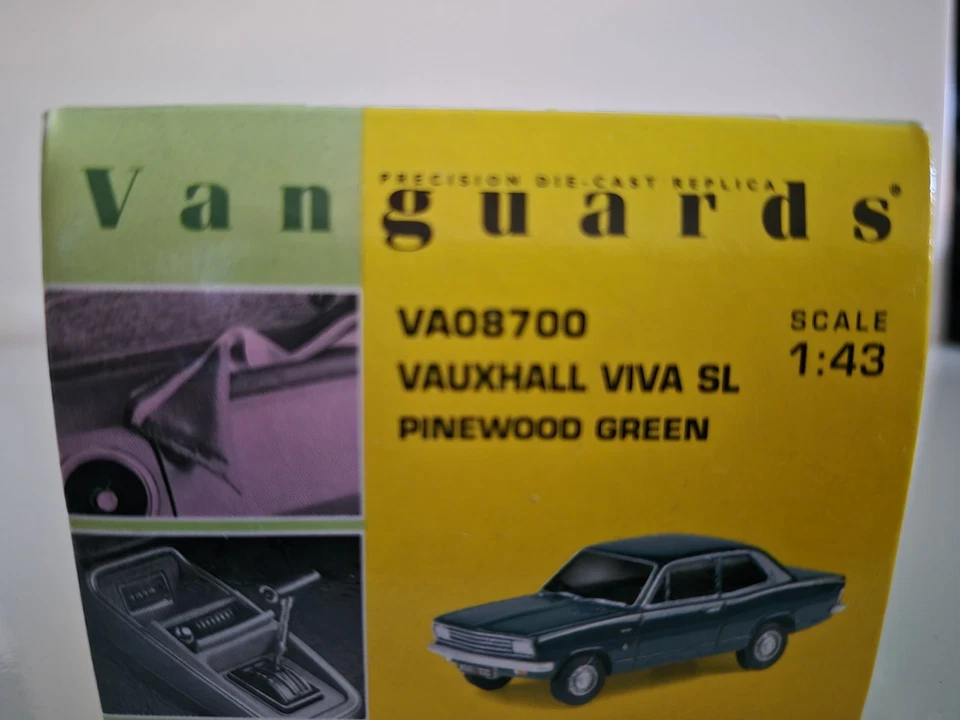 Vanguards®
PRECISION DIE-CAST REPLICA
VA08700
VAUXHALL VIVA SL
PINEWOOD GREEN
SCALE
1:43